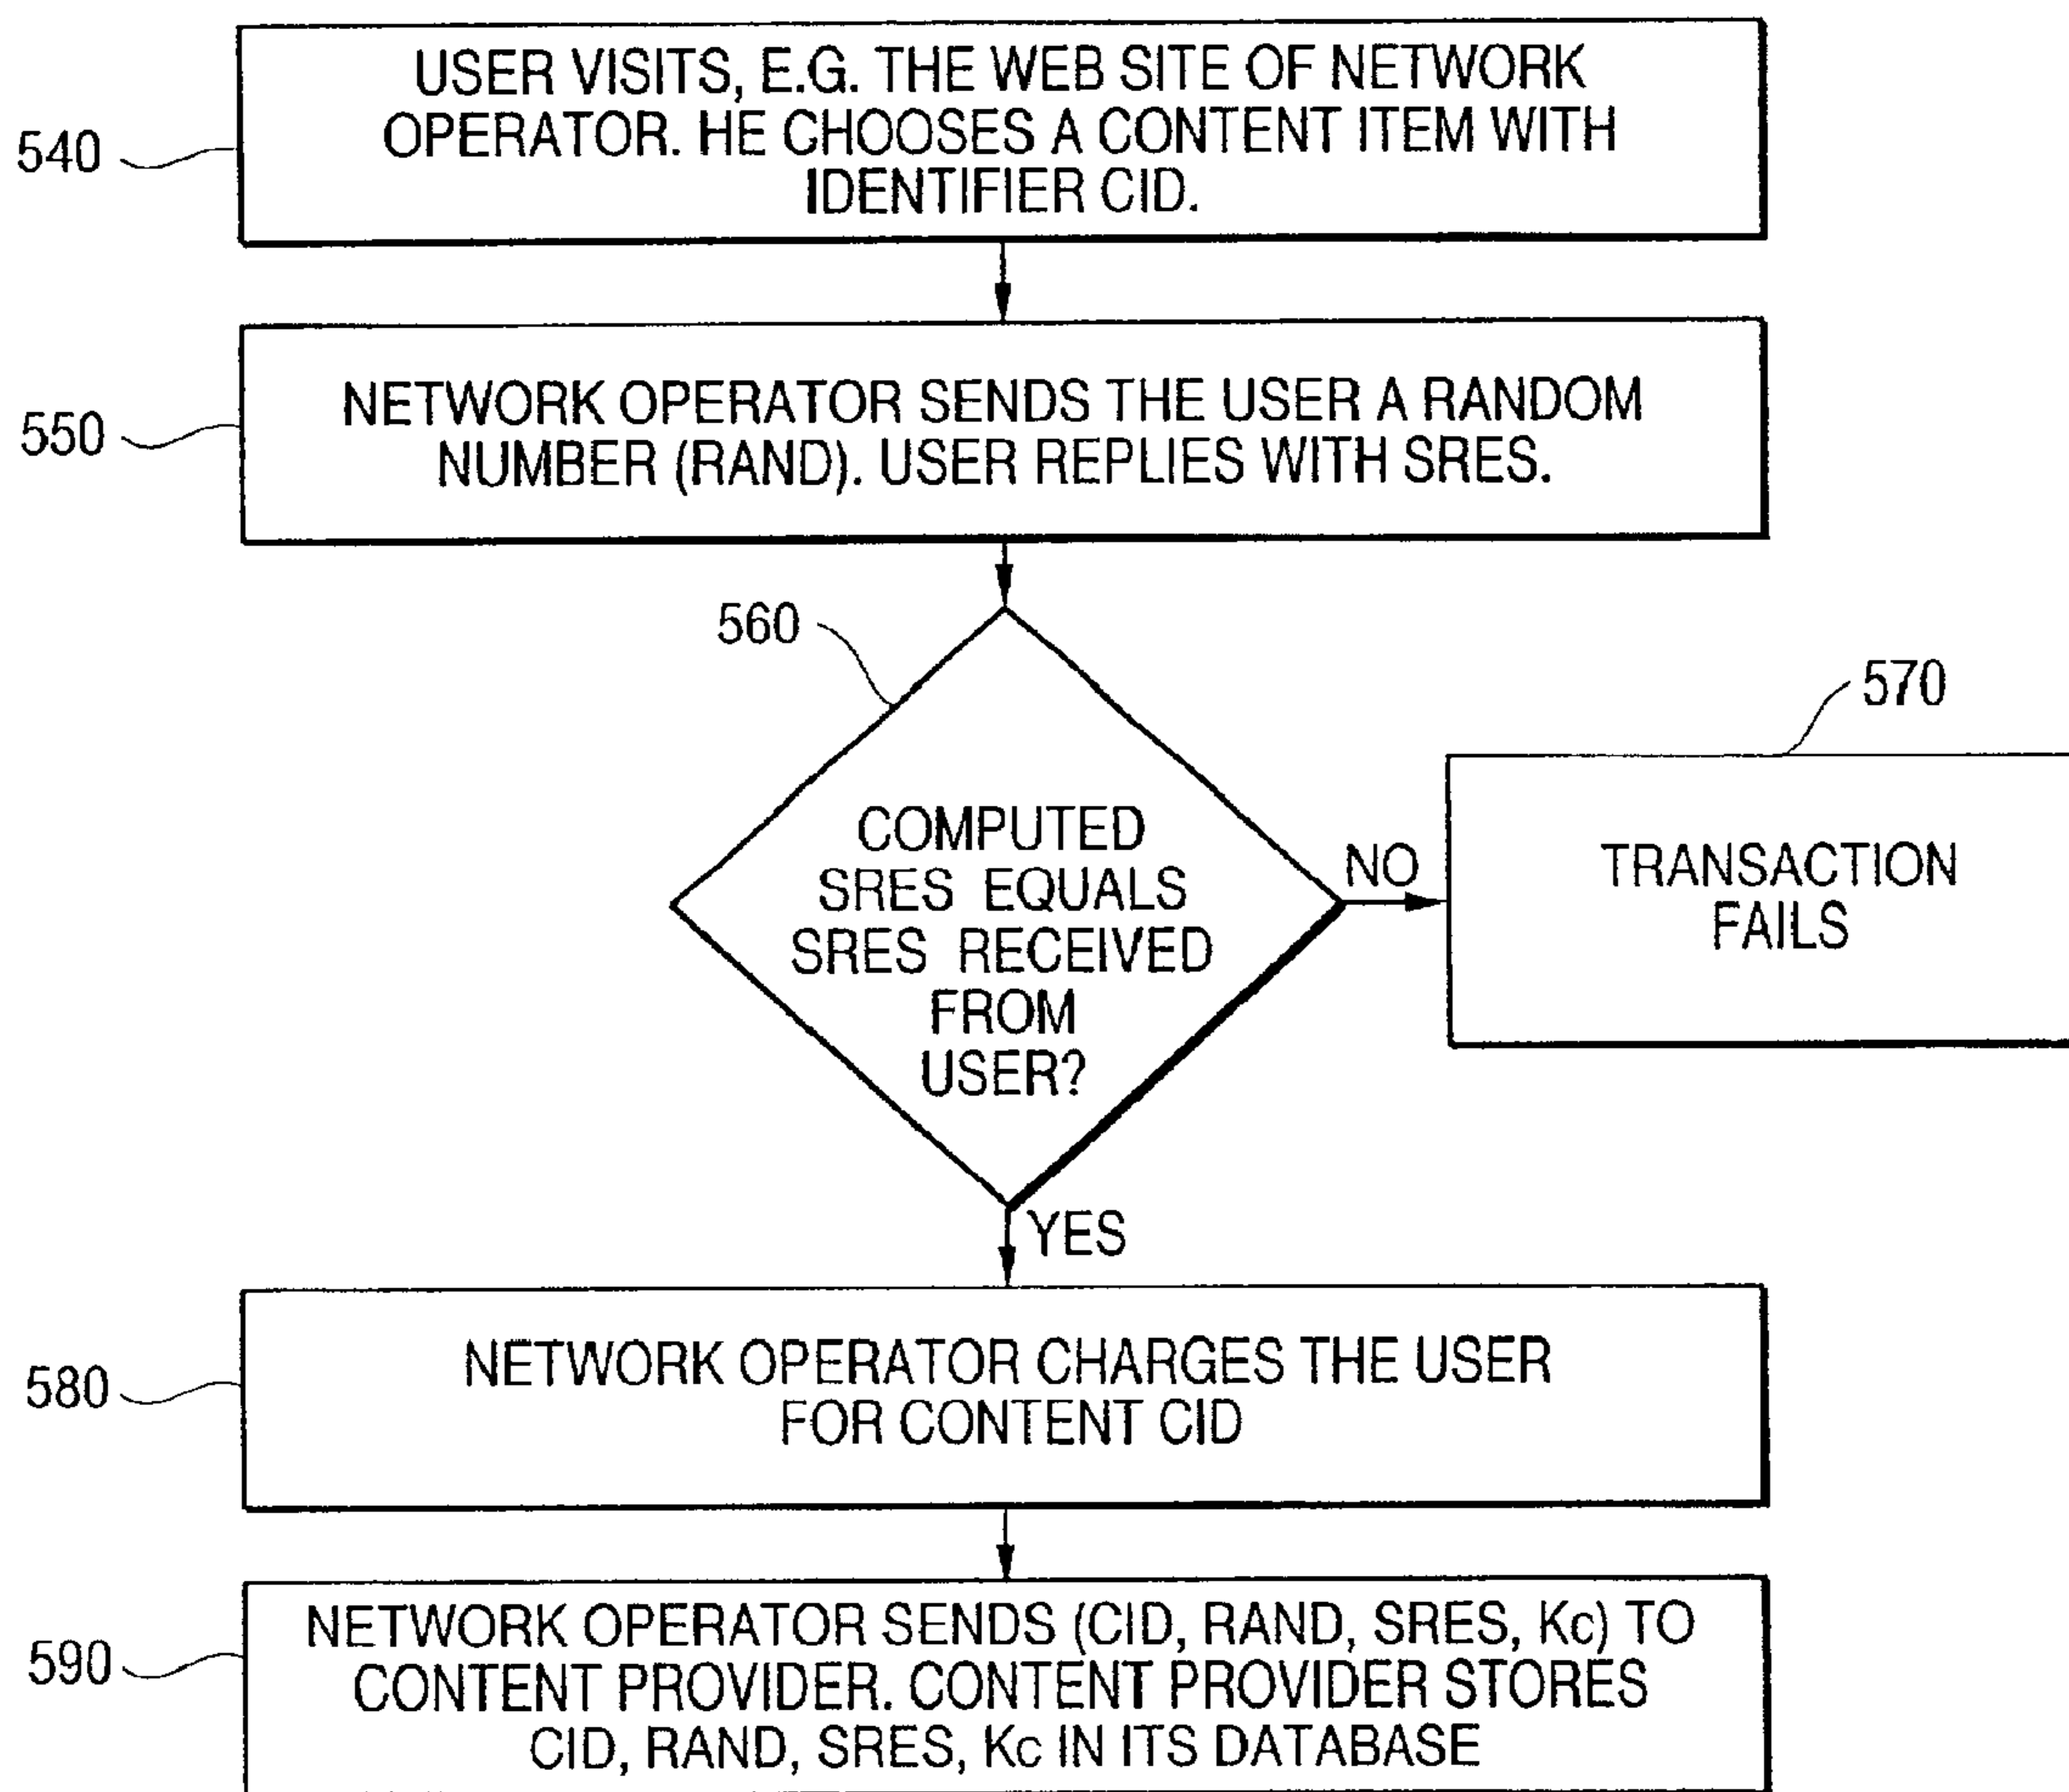 540
USER VISITS, E.G. THE WEB SITE OF NETWORK
OPERATOR. HE CHOOSES A CONTENT ITEM WITH
IDENTIFIER CID.
550
NETWORK OPERATOR SENDS THE USER A RANDOM
NUMBER (RAND). USER REPLIES WITH SRES.
560
COMPUTED
SRES EQUALS
SRES RECEIVED
FROM
USER?
NO
570
TRANSACTION
FAILS
YES
580
NETWORK OPERATOR CHARGES THE USER
FOR CONTENT CID
590
NETWORK OPERATOR SENDS (CID, RAND, SRES, Kc) TO
CONTENT PROVIDER. CONTENT PROVIDER STORES
CID, RAND, SRES, Kc IN ITS DATABASE